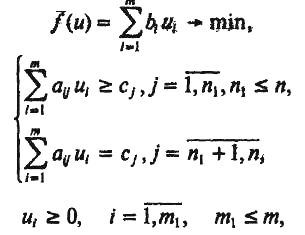 f̄(u) = ∑_{i=1}^{m} b_i u_i → min,
∑_{i=1}^{m} a_{ij} u_i ≥ c_j, j = \overline{1, n_1}, n_1 ≤ n,
∑_{i=1}^{m} a_{ij} u_i = c_j, j = \overline{n_1 + 1, n},
u_i ≥ 0, i = \overline{1, m_1}, m_1 ≤ m,